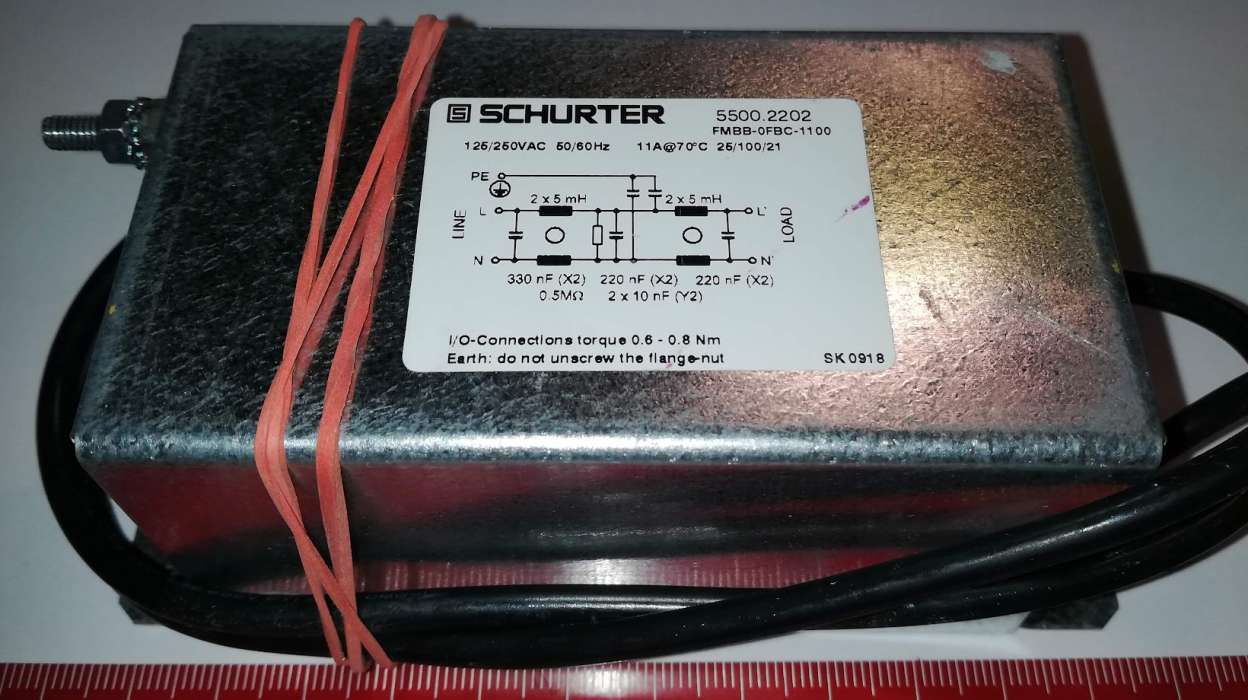 SCHURTER 5500.2202
FMBB-0FBC-1100
125/250VAC 50/60Hz 11A@70°C 25/100/21
PE
2 x 5 mH 2 x 5 mH
LINE L L' LOAD
N N'
330 nF (X2) 220 nF (X2) 220 nF (X2)
0.5MΩ 2 x 10 nF (Y2)
I/O-Connections torque 0.6 - 0.8 Nm
Earth: do not unscrew the flange-nut SK 0918